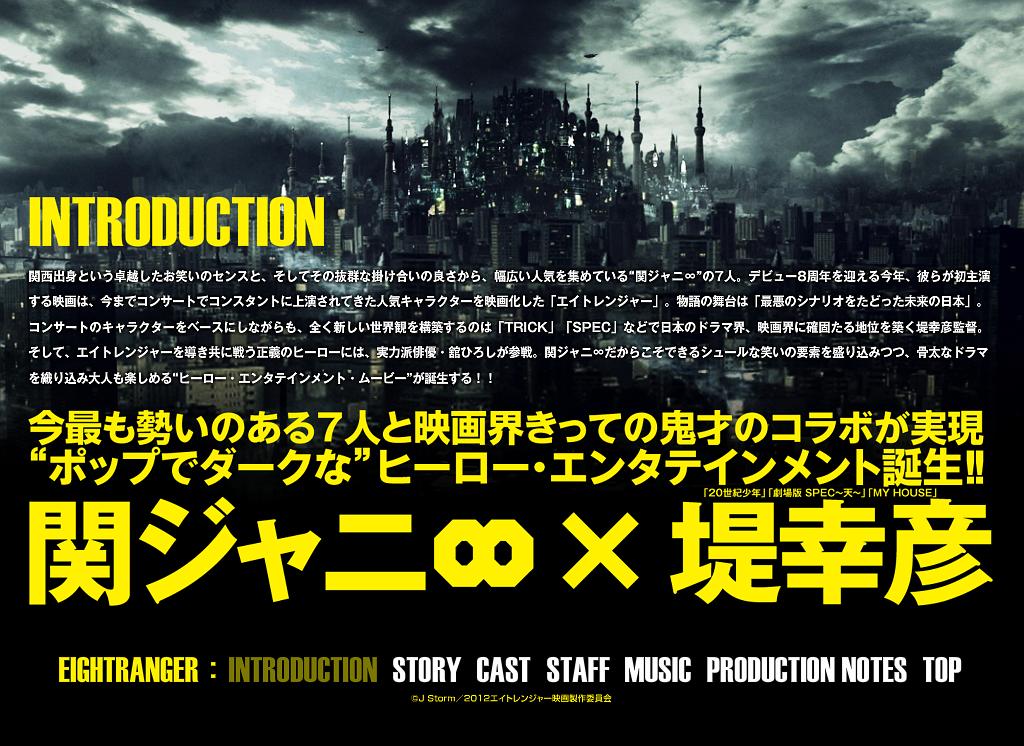 INTRODUCTION
関西出身という卓越したお笑いのセンスと、そしてその抜群な掛け合いの良さから、幅広い人気を集めている“関ジャニ∞”の7人。デビュー8周年を迎える今年、彼らが初主演
する映画は、今までコンサートでコンスタントに上演されてきた人気キャラクターを映画化した「エイトレンジャー」。物語の舞台は「最悪のシナリオをたどった未来の日本」。
コンサートのキャラクターをベースにしながらも、全く新しい世界観を構築するのは「TRICK」「SPEC」などで日本のドラマ界、映画界に確固たる地位を築く堤幸彦監督。
そして、エイトレンジャーを導き共に戦う正義のヒーローには、実力派俳優・舘ひろしが参戦。関ジャニ∞だからこそできるシュールな笑いの要素を盛り込みつつ、骨太なドラマ
を織り込み大人も楽しめる“ヒーロー・エンタテインメント・ムービー”が誕生する！！
今最も勢いのある7人と映画界きっての鬼才のコラボが実現
“ポップでダークな”ヒーロー・エンタテインメント誕生!!
「20世紀少年」「劇場版 SPEC〜天〜」「MY HOUSE」
関ジャニ∞×堤幸彦
EIGHTRANGER : INTRODUCTION STORY CAST STAFF MUSIC PRODUCTION NOTES TOP
©J Storm／2012エイトレンジャー映画製作委員会